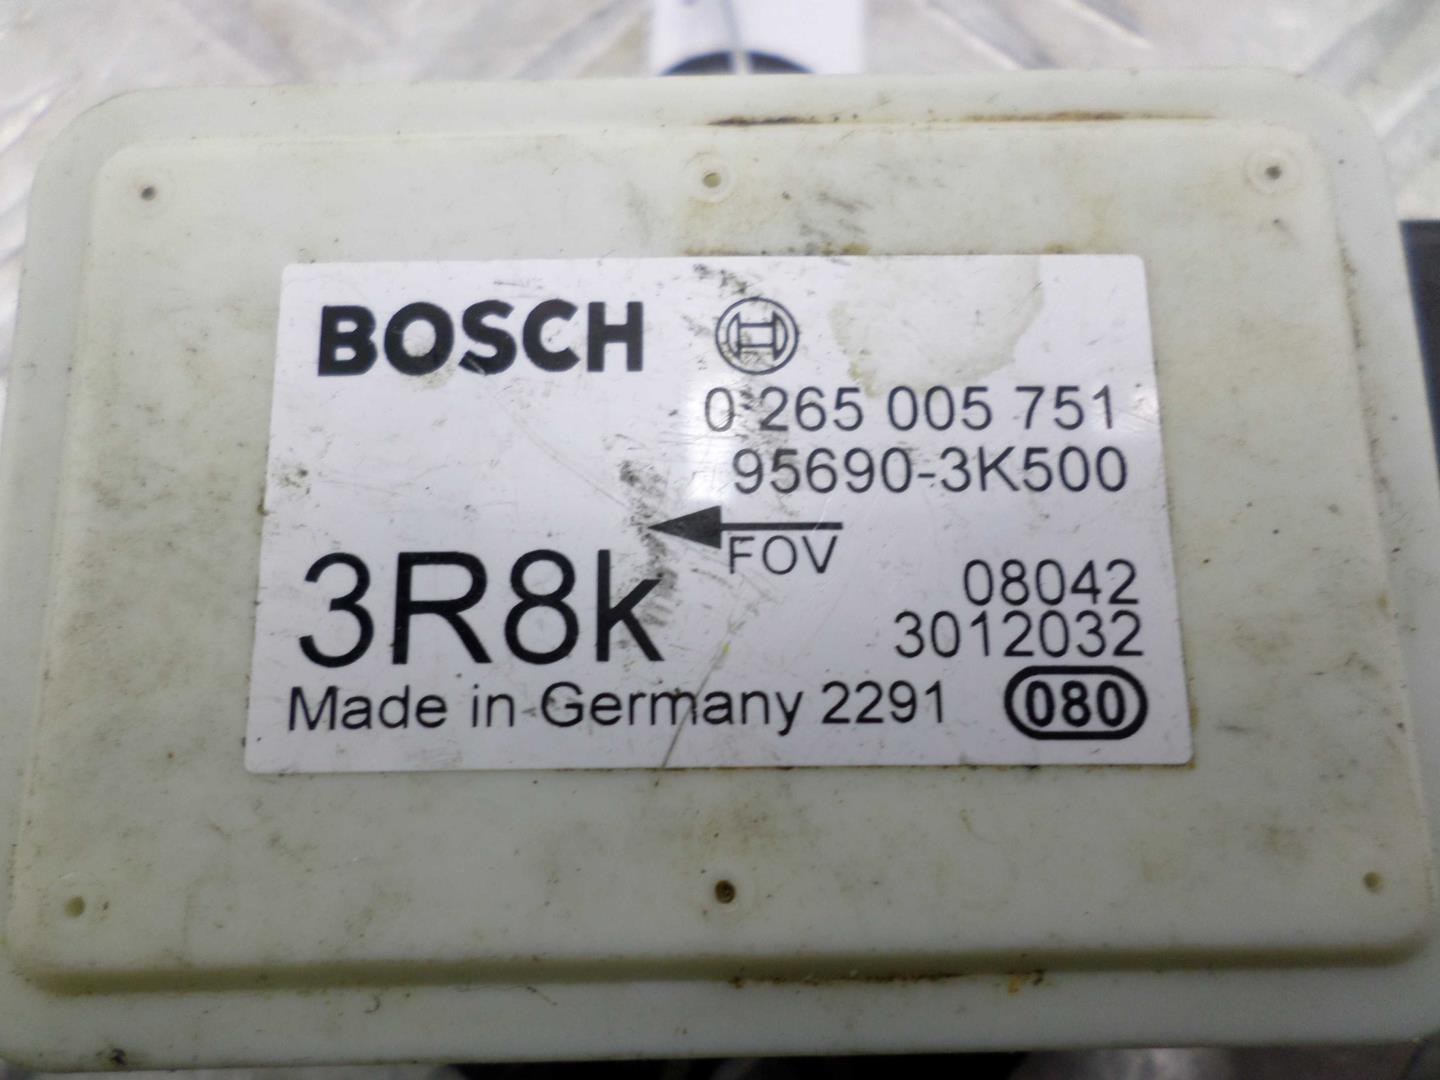 BOSCH
0 265 005 751
95690-3K500
FOV
3R8k
08042
3012032
Made in Germany 2291 080